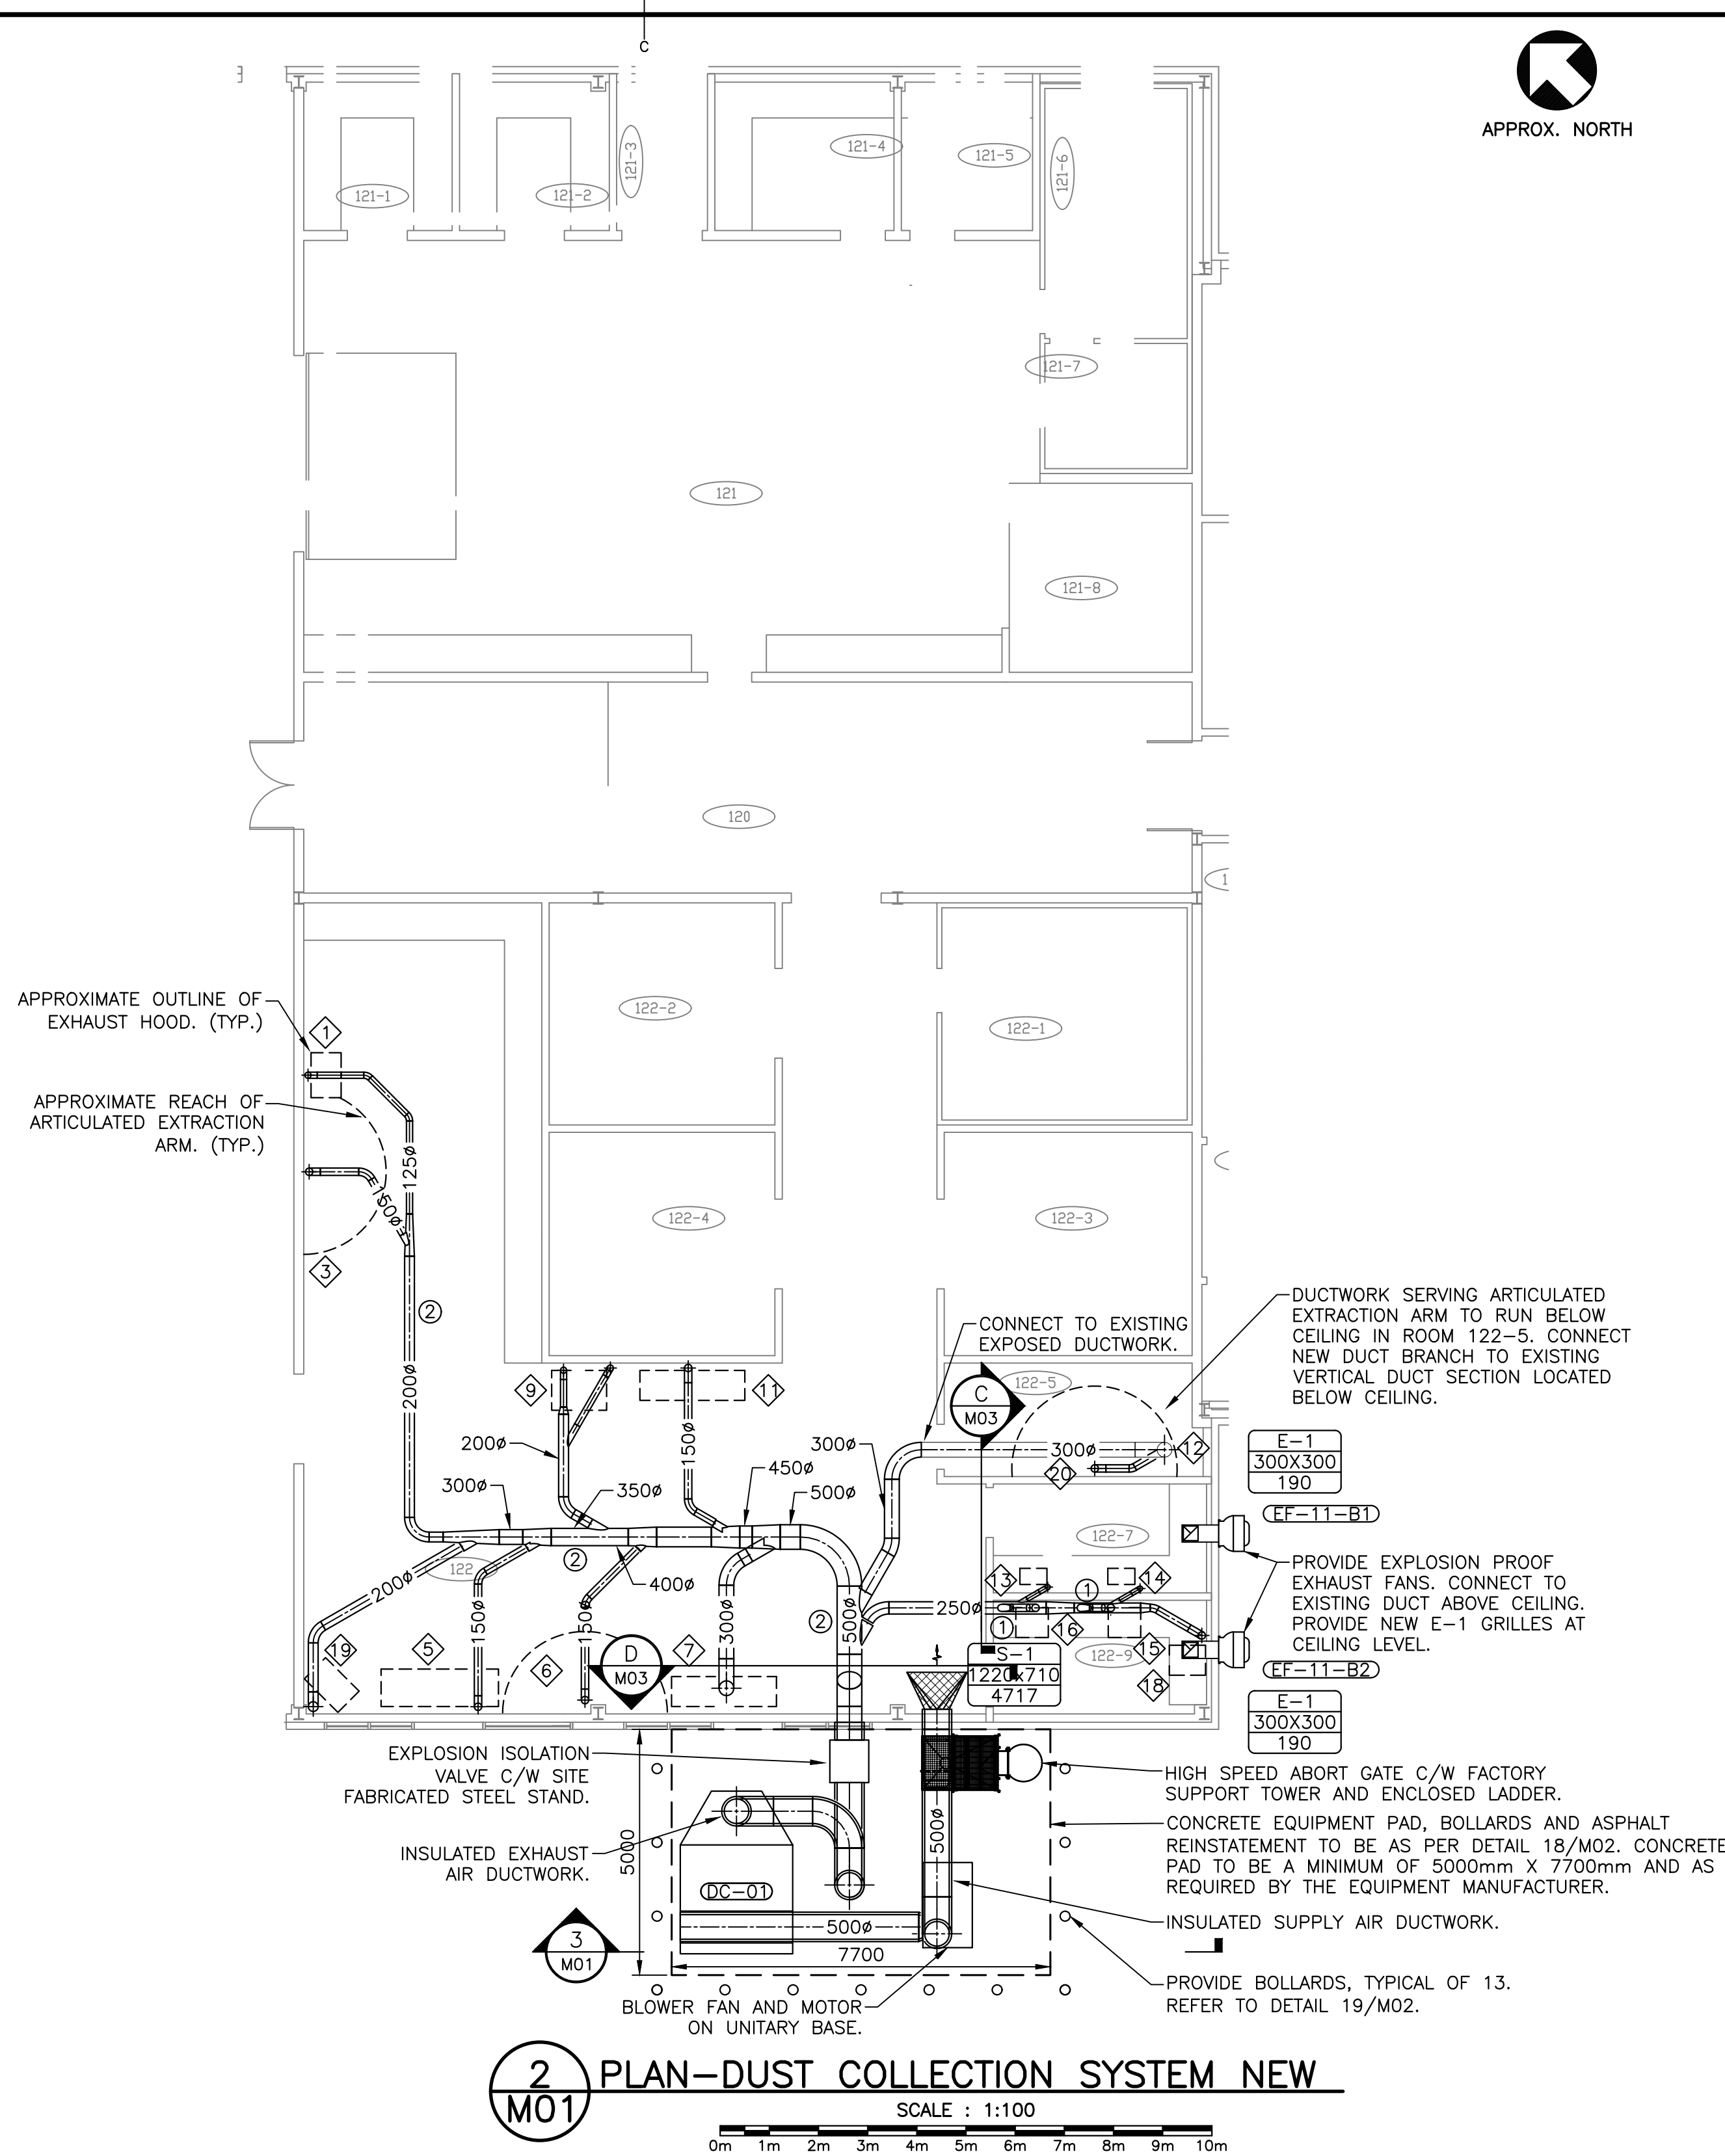 C
APPROX. NORTH
121-1
121-2
121-3
121-4
121-5
121-6
121-7
121
121-8
120
1
122-2
122-1
APPROXIMATE OUTLINE OF
EXHAUST HOOD. (TYP.)
1
APPROXIMATE REACH OF
ARTICULATED EXTRACTION
ARM. (TYP.)
125ø
150ø
3
122-4
122-3
2
200ø
CONNECT TO EXISTING
EXPOSED DUCTWORK.
DUCTWORK SERVING ARTICULATED
EXTRACTION ARM TO RUN BELOW
CEILING IN ROOM 122-5. CONNECT
NEW DUCT BRANCH TO EXISTING
VERTICAL DUCT SECTION LOCATED
BELOW CEILING.
9
11
C
M03
122-5
200ø
150ø
300ø
300ø
12
20
E-1
300X300
190
EF-11-B1
300ø
350ø
450ø
500ø
2
400ø
122
122-7
PROVIDE EXPLOSION PROOF
EXHAUST FANS. CONNECT TO
EXISTING DUCT ABOVE CEILING.
PROVIDE NEW E-1 GRILLES AT
CEILING LEVEL.
13
1
14
200ø
150ø
150ø
300ø
2
500ø
250ø
1
16
15
122-9
18
EF-11-B2
19
5
6
D
M03
7
S-1
1220x710
4717
E-1
300X300
190
EXPLOSION ISOLATION
VALVE C/W SITE
FABRICATED STEEL STAND.
HIGH SPEED ABORT GATE C/W FACTORY
SUPPORT TOWER AND ENCLOSED LADDER.
CONCRETE EQUIPMENT PAD, BOLLARDS AND ASPHALT
REINSTATEMENT TO BE AS PER DETAIL 18/M02. CONCRETE
PAD TO BE A MINIMUM OF 5000mm X 7700mm AND AS
REQUIRED BY THE EQUIPMENT MANUFACTURER.
INSULATED EXHAUST
AIR DUCTWORK.
5000
500ø
DC-01
500ø
7700
INSULATED SUPPLY AIR DUCTWORK.
3
M01
BLOWER FAN AND MOTOR
ON UNITARY BASE.
PROVIDE BOLLARDS, TYPICAL OF 13.
REFER TO DETAIL 19/M02.
2
M01
PLAN-DUST COLLECTION SYSTEM NEW
SCALE : 1:100
0m 1m 2m 3m 4m 5m 6m 7m 8m 9m 10m